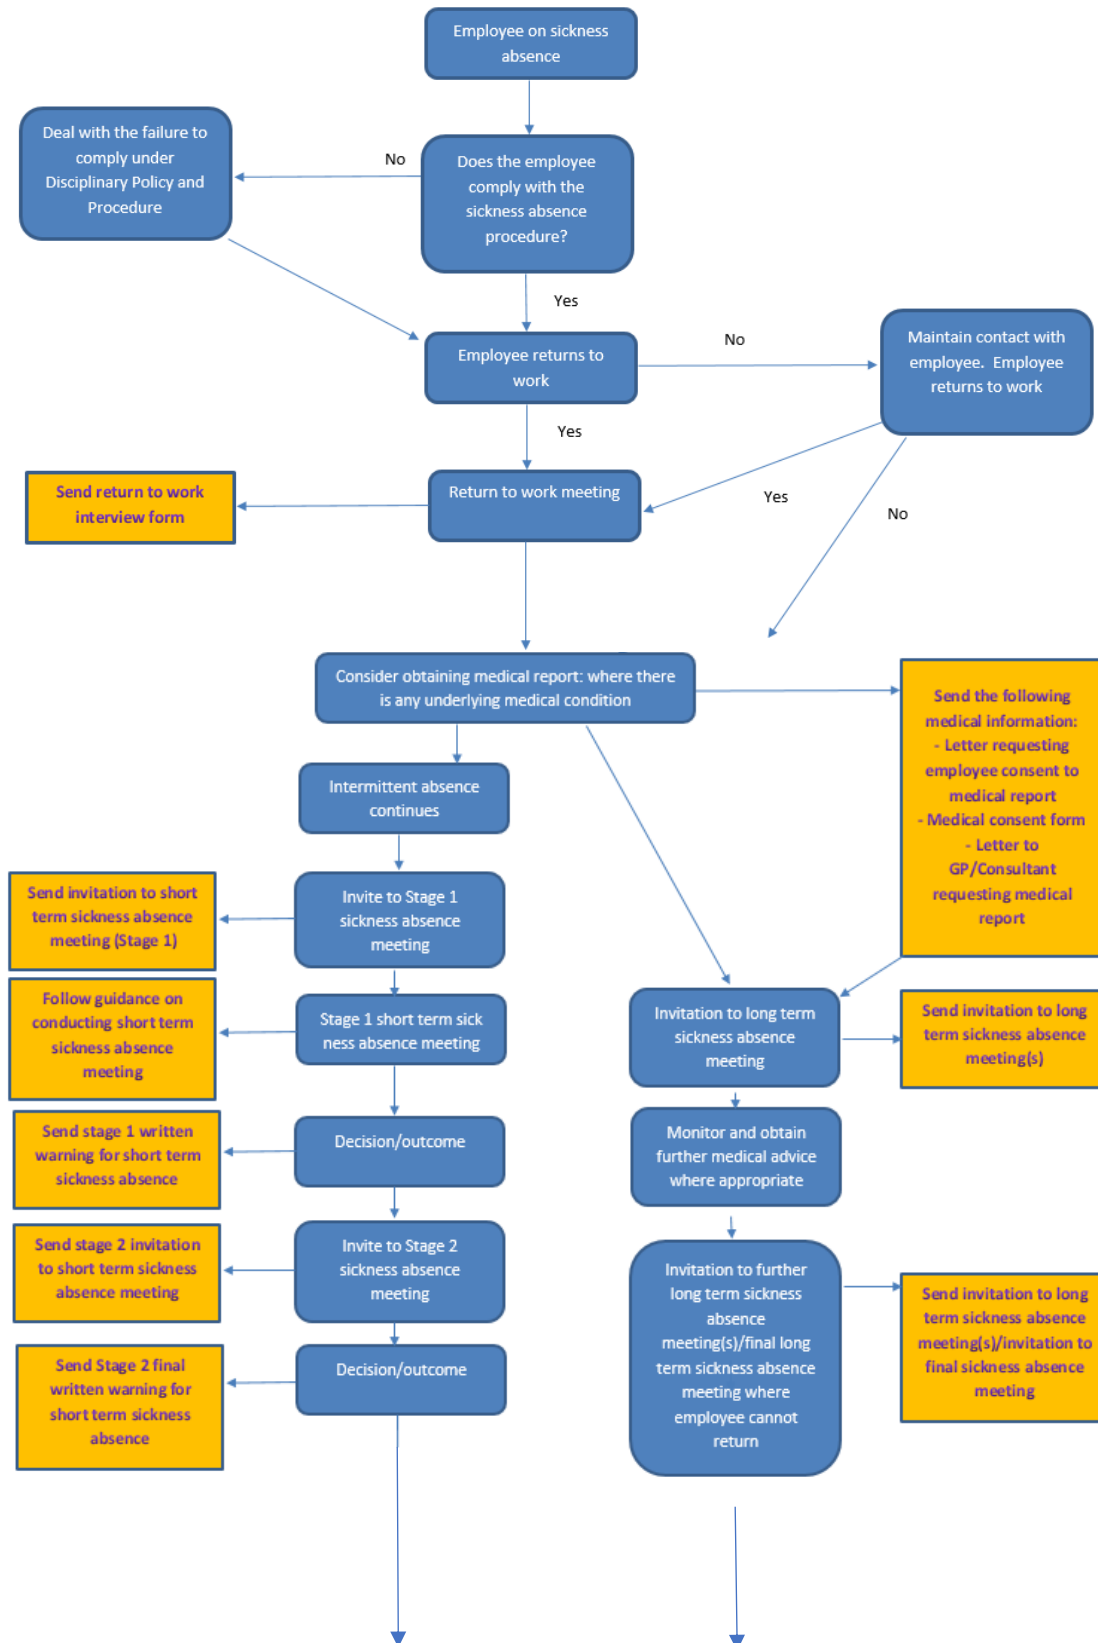 Employee on sickness
absence
Deal with the failure to
comply under
Disciplinary Policy and
Procedure
No
Does the employee
comply with the
sickness absence
procedure?
Yes
Employee returns to
work
No
Maintain contact with
employee.  Employee
returns to work
Yes
Send return to work
interview form
Return to work meeting
Yes
No
Consider obtaining medical report: where there
is any underlying medical condition
Send the following
medical information:
- Letter requesting
employee consent to
medical report
- Medical consent form
- Letter to
GP/Consultant
requesting medical
report
Intermittent absence
continues
Send invitation to short
term sickness absence
meeting (Stage 1)
Invite to Stage 1
sickness absence
meeting
Follow guidance on
conducting short term
sickness absence
meeting
Stage 1 short term sick
ness absence meeting
Invitation to long term
sickness absence
meeting
Send invitation to long
term sickness absence
meeting(s)
Send stage 1 written
warning for short term
sickness absence
Decision/outcome
Monitor and obtain
further medical advice
where appropriate
Send stage 2 invitation
to short term sickness
absence meeting
Invite to Stage 2
sickness absence
meeting
Invitation to further
long term sickness
absence
meeting(s)/final long
term sickness absence
meeting where
employee cannot
return
Send invitation to long
term sickness absence
meeting(s)/invitation to
final sickness absence
meeting
Send Stage 2 final
written warning for
short term sickness
absence
Decision/outcome